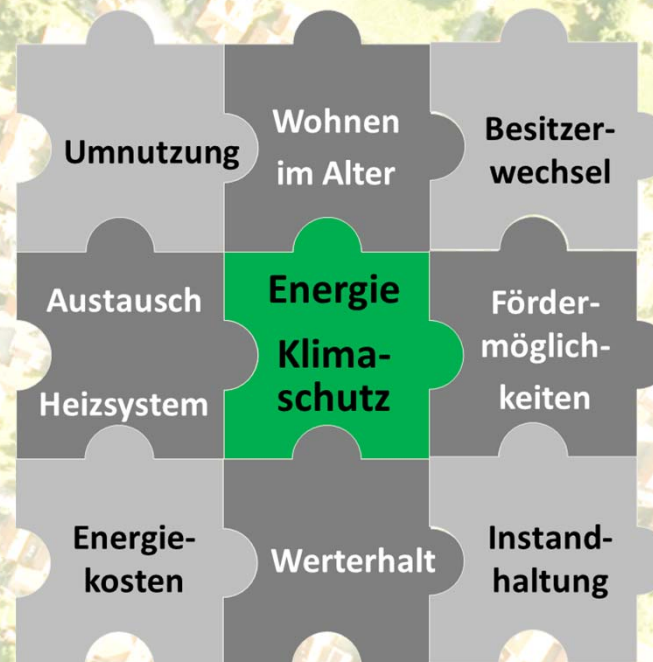 Umnutzung
Wohnen
im Alter
Besitzer-
wechsel
Austausch
Heizsystem
Energie
Klima-
schutz
Förder-
möglich-
keiten
Energie-
kosten
Werterhalt
Instand-
haltung